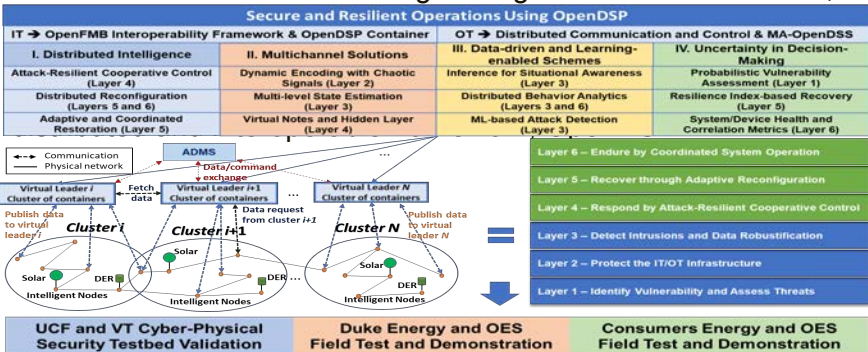 Secure and Resilient Operations Using OpenDSP
IT → OpenFMB Interoperability Framework & OpenDSP Container
OT → Distributed Communication and Control & MA-OpenDSS
I. Distributed Intelligence
II. Multichannel Solutions
III. Data-driven and Learning-
enabled Schemes
IV. Uncertainty in Decision-
Making
Attack-Resilient Cooperative Control
(Layer 4)
Dynamic Encoding with Chaotic
Signals (Layer 2)
Inference for Situational Awareness
(Layer 3)
Probabilistic Vulnerability
Assessment (Layer 1)
Distributed Reconfiguration
(Layers 5 and 6)
Multi-level State Estimation
(Layer 3)
Distributed Behavior Analytics
(Layers 3 and 6)
Resilience Index-based Recovery
(Layer 5)
Adaptive and Coordinated
Restoration (Layer 5)
Virtual Notes and Hidden Layer
(Layer 4)
ML-based Attack Detection
(Layer 3)
System/Device Health and
Correlation Metrics (Layer 6)
Communication
Physical network
ADMS
Data/command
exchange
...
Virtual Leader i
Cluster of containers
Fetch
data
Virtual Leader i+1
Cluster of containers
...
Virtual Leader N
Cluster of containers
Publish data
to virtual
leader i
Data request
from cluster i+1
Publish data
to virtual
leader N
Cluster i
Cluster i+1
Cluster N
Solar
DER
Intelligent Nodes
Solar
DER
...
Intelligent Nodes
Solar
DER
Intelligent Nodes
Layer 6 – Endure by Coordinated System Operation
Layer 5 – Recover through Adaptive Reconfiguration
Layer 4 – Respond by Attack-Resilient Cooperative Control
Layer 3 – Detect Intrusions and Data Robustification
Layer 2 – Protect the IT/OT Infrastructure
Layer 1 – Identify Vulnerability and Assess Threats
UCF and VT Cyber-Physical
Security Testbed Validation
Duke Energy and OES
Field Test and Demonstration
Consumers Energy and OES
Field Test and Demonstration